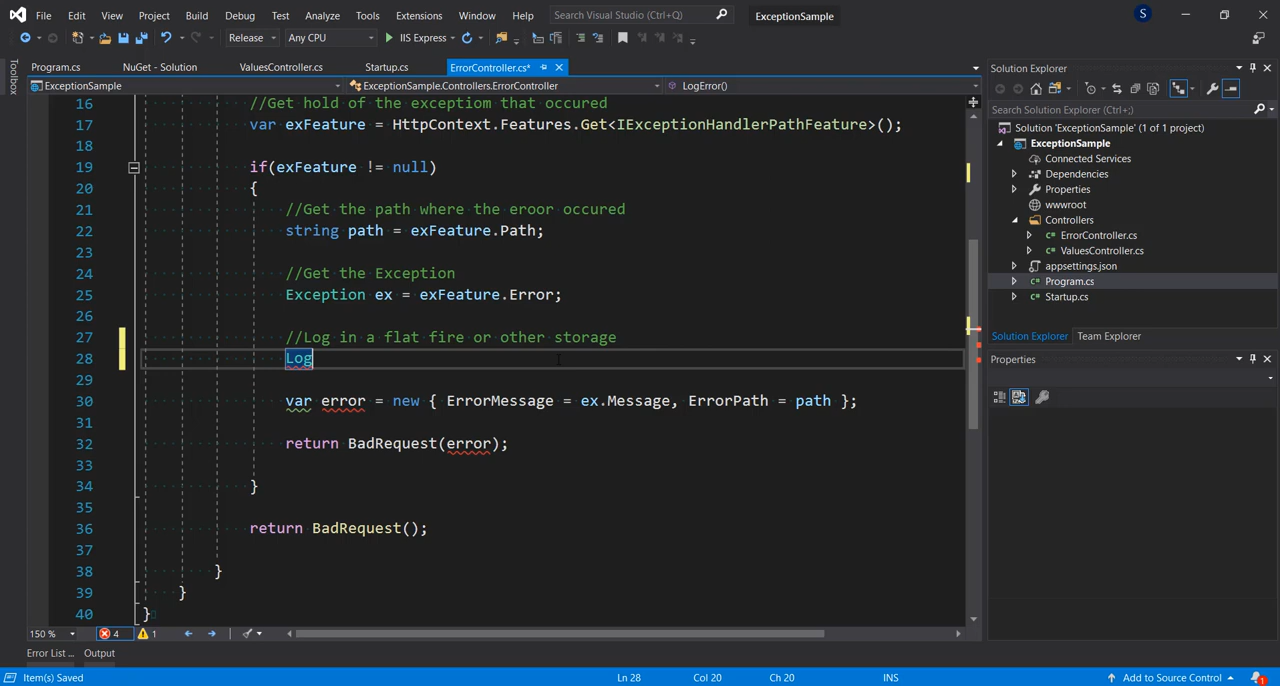 File Edit View Project Build Debug Test Analyze Tools Extensions Window Help Search Visual Studio (Ctrl+Q) ExceptionSample S
Release Any CPU IIS Express
Toolbox
Program.cs NuGet - Solution ValuesController.cs Startup.cs ErrorController.cs*
ExceptionSample ExceptionSample.Controllers.ErrorController LogError()
16 //Get hold of the exceptiom that occured
17 var exFeature = HttpContext.Features.Get<IExceptionHandlerPathFeature>();
18
19 if(exFeature != null)
20 {
21 //Get the path where the eroor occured
22 string path = exFeature.Path;
23
24 //Get the Exception
25 Exception ex = exFeature.Error;
26
27 //Log in a flat fire or other storage
28 Log
29
30 var error = new { ErrorMessage = ex.Message, ErrorPath = path };
31
32 return BadRequest(error);
33
34 }
35
36 return BadRequest();
37
38 }
39 }
40 }
150 % 4 1
Error List ... Output
Item(s) Saved Ln 28 Col 20 Ch 20 INS Add to Source Control 1
Solution Explorer
Search Solution Explorer (Ctrl+;)
Solution 'ExceptionSample' (1 of 1 project)
ExceptionSample
Connected Services
Dependencies
Properties
wwwroot
Controllers
C# ErrorController.cs
C# ValuesController.cs
appsettings.json
C# Program.cs
C# Startup.cs
Solution Explorer Team Explorer
Properties